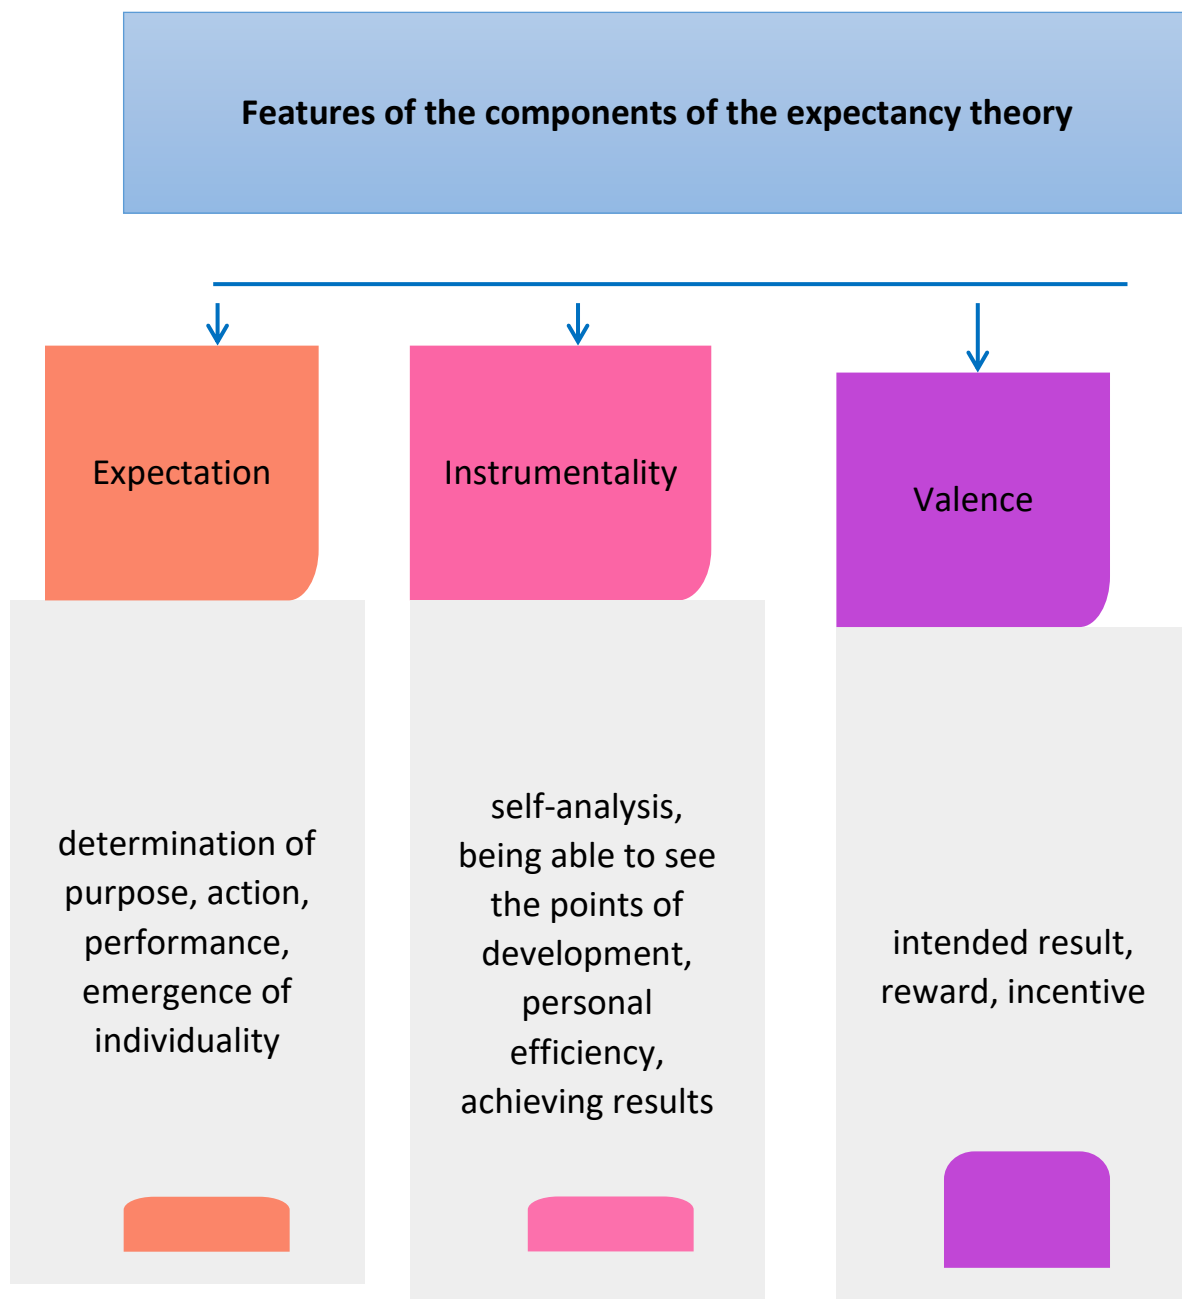 Features of the components of the expectancy theory
Expectation
Instrumentality
Valence
determination of
purpose, action,
performance,
emergence of
individuality
self-analysis,
being able to see
the points of
development,
personal
efficiency,
achieving results
intended result,
reward, incentive